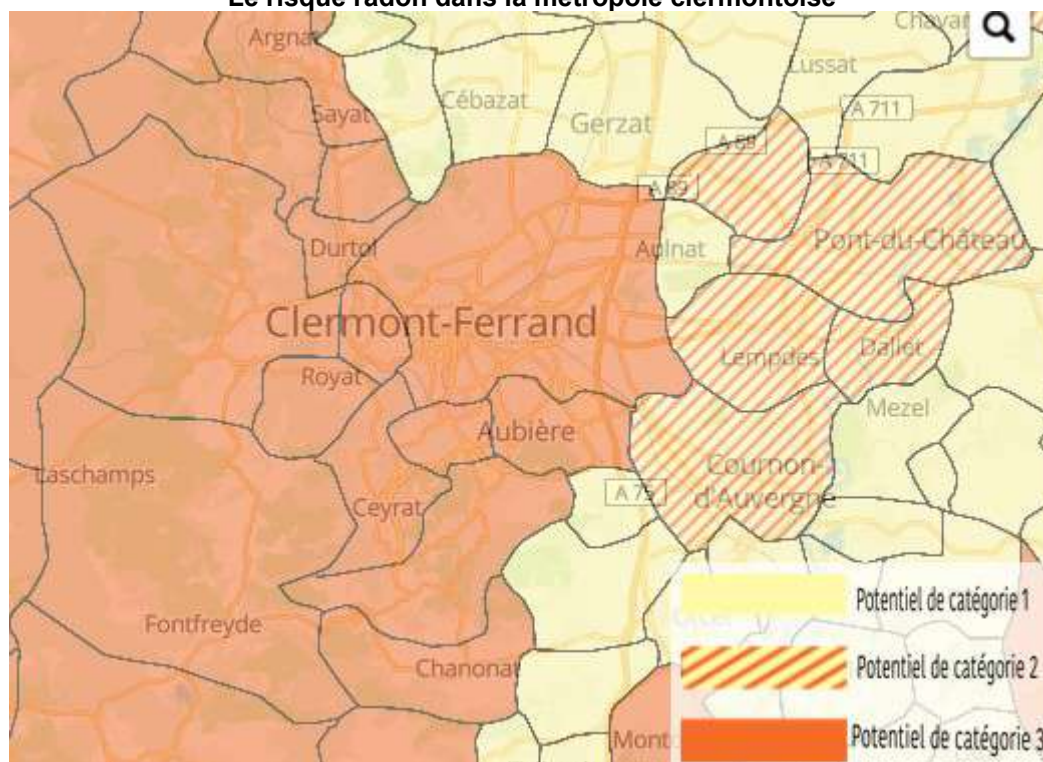 Le risque radon dans la métropole clermontoise
Argnat
Chavar
Lussat
Sayat
Cébazat
Gerzat
A 711
A 89
A 711
A 89
Durtol
Aulnat
Pont-du-Château
Clermont-Ferrand
Lempdes
Dallet
Royat
Mezel
Aubière
Laschamps
Cournon-
d'Auvergne
A 75
Ceyrat
Potentiel de catégorie 1
Fontfreyde
Potentiel de catégorie 2
Chanonat
Mont
Potentiel de catégorie 3